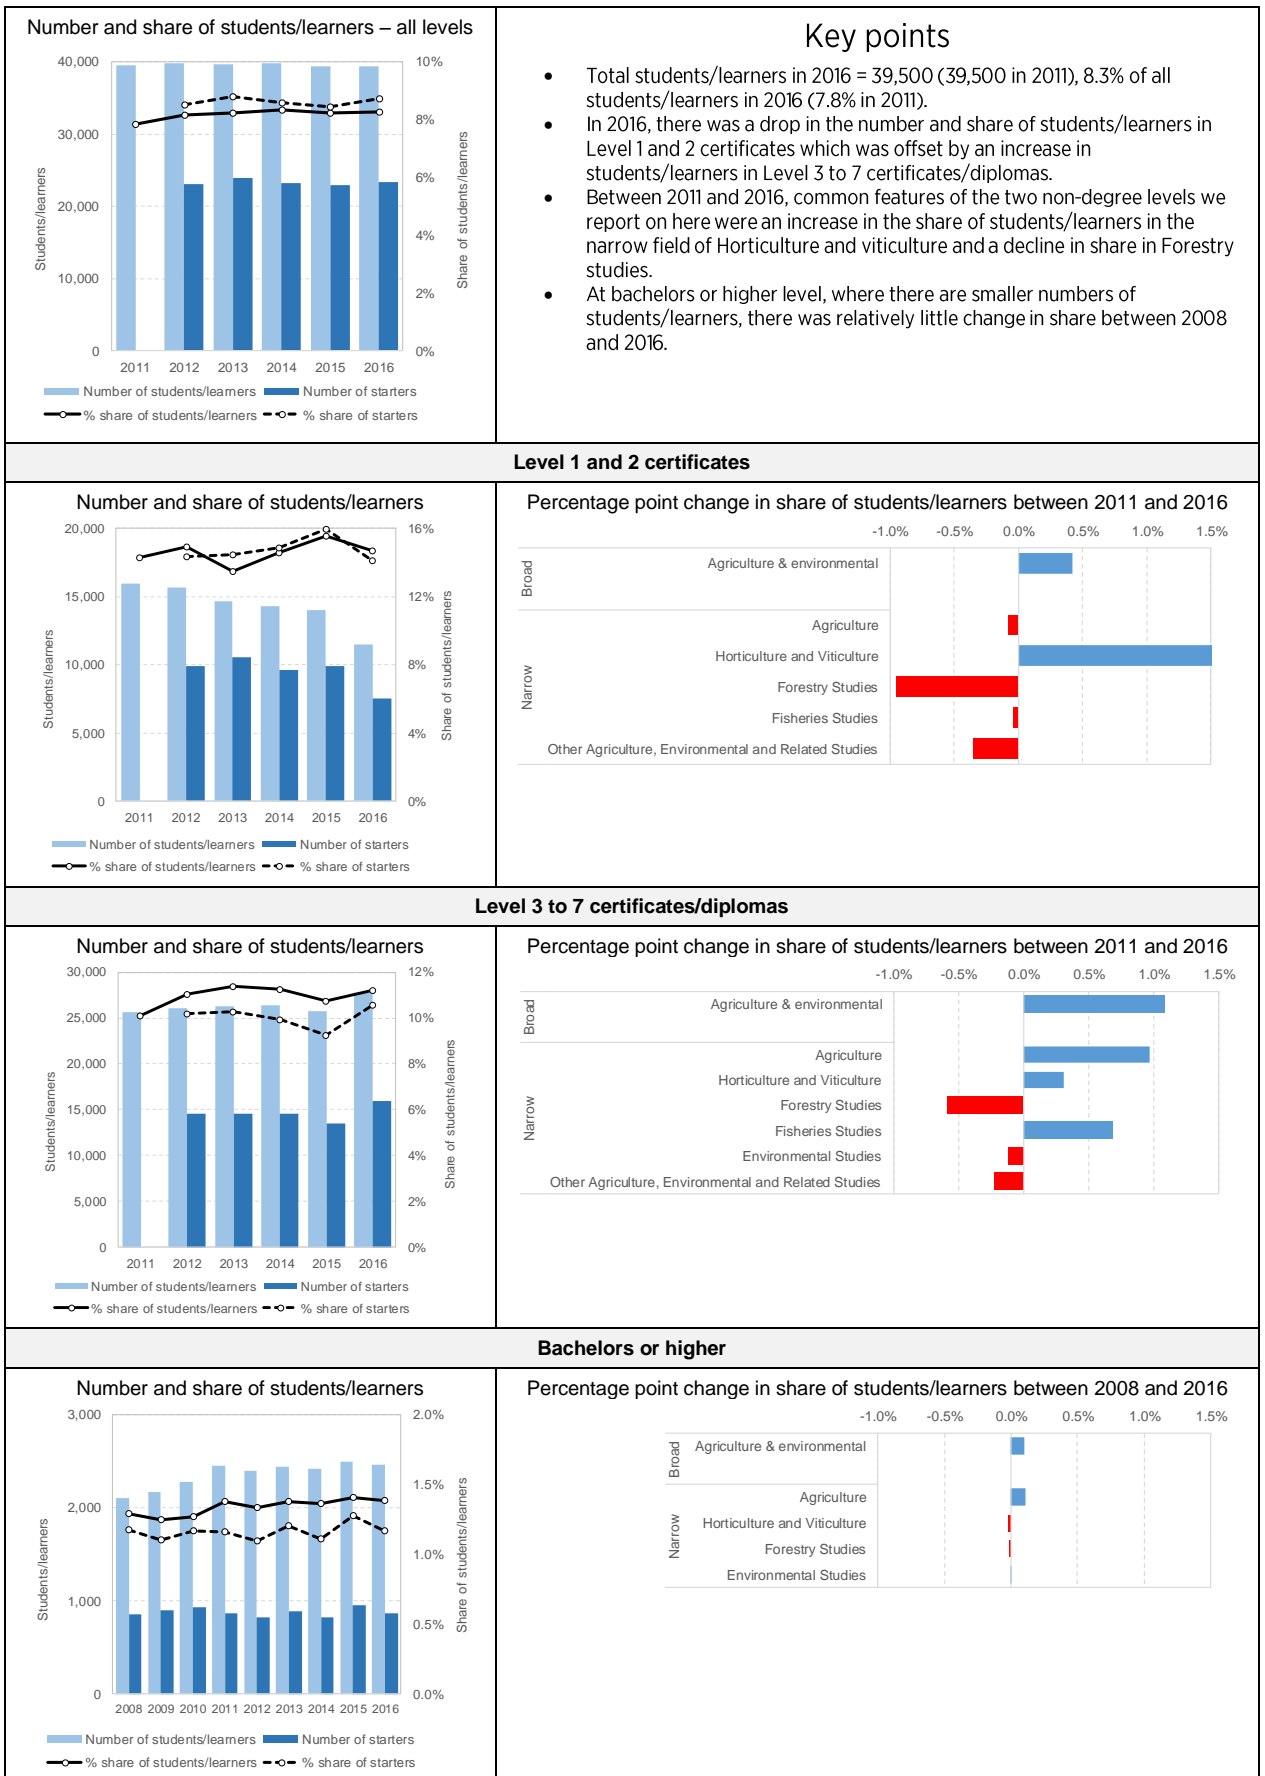 Number and share of students/learners – all levels
40,000
30,000
20,000
10,000
0
10%
8%
6%
4%
2%
0%
Students/learners
Share of students/learners
2011 2012 2013 2014 2015 2016
Number of students/learners Number of starters
% share of students/learners % share of starters
Key points
• Total students/learners in 2016 = 39,500 (39,500 in 2011), 8.3% of all
students/learners in 2016 (7.8% in 2011).
• In 2016, there was a drop in the number and share of students/learners in
Level 1 and 2 certificates which was offset by an increase in
students/learners in Level 3 to 7 certificates/diplomas.
• Between 2011 and 2016, common features of the two non-degree levels we
report on here were an increase in the share of students/learners in the
narrow field of Horticulture and viticulture and a decline in share in Forestry
studies.
• At bachelors or higher level, where there are smaller numbers of
students/learners, there was relatively little change in share between 2008
and 2016.
Level 1 and 2 certificates
Number and share of students/learners
20,000
15,000
10,000
5,000
0
16%
12%
8%
4%
0%
Students/learners
Share of students/learners
2011 2012 2013 2014 2015 2016
Number of students/learners Number of starters
% share of students/learners % share of starters
Percentage point change in share of students/learners between 2011 and 2016
-1.0% -0.5% 0.0% 0.5% 1.0% 1.5%
Broad
Agriculture & environmental
Narrow
Agriculture
Horticulture and Viticulture
Forestry Studies
Fisheries Studies
Other Agriculture, Environmental and Related Studies
Level 3 to 7 certificates/diplomas
Number and share of students/learners
30,000
25,000
20,000
15,000
10,000
5,000
0
12%
10%
8%
6%
4%
2%
0%
Students/learners
Share of students/learners
2011 2012 2013 2014 2015 2016
Number of students/learners Number of starters
% share of students/learners % share of starters
Percentage point change in share of students/learners between 2011 and 2016
-1.0% -0.5% 0.0% 0.5% 1.0% 1.5%
Broad
Agriculture & environmental
Narrow
Agriculture
Horticulture and Viticulture
Forestry Studies
Fisheries Studies
Environmental Studies
Other Agriculture, Environmental and Related Studies
Bachelors or higher
Number and share of students/learners
3,000
2,000
1,000
0
2.0%
1.5%
1.0%
0.5%
0.0%
Students/learners
Share of students/learners
2008 2009 2010 2011 2012 2013 2014 2015 2016
Number of students/learners Number of starters
% share of students/learners % share of starters
Percentage point change in share of students/learners between 2008 and 2016
-1.0% -0.5% 0.0% 0.5% 1.0% 1.5%
Broad
Agriculture & environmental
Narrow
Agriculture
Horticulture and Viticulture
Forestry Studies
Environmental Studies